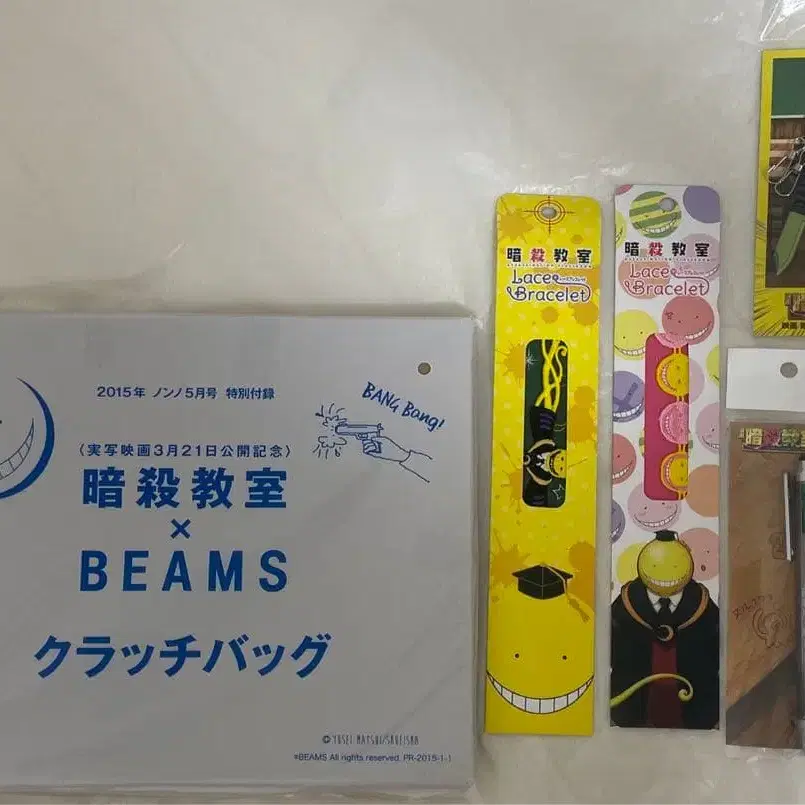 2015年 ノンノ5月号 特別付録
BANG Bang!
〈実写映画3月21日公開記念〉
暗殺教室
×
BEAMS
クラッチバッグ
©YUSEI MATSUI/SHUEISHA
※BEAMS All rights reserved. PR-2015-1-1
暗殺教室
Lace
Bracelet
暗殺教室
Lace
Bracelet
暗殺教